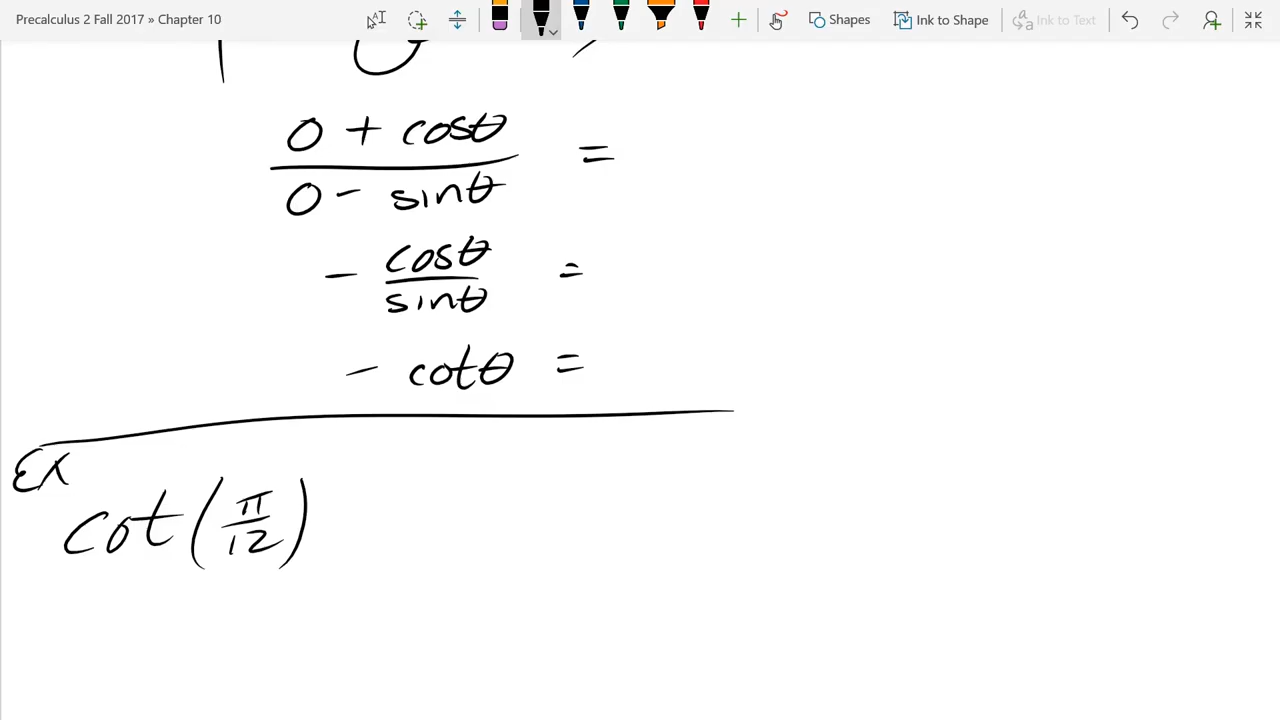 Precalculus 2 Fall 2017 » Chapter 10
Shapes
Ink to Shape
Ink to Text
0 + cosθ
0 - sinθ
=
- cosθ
sinθ
=
- cotθ =
Ex
cot(π/12)